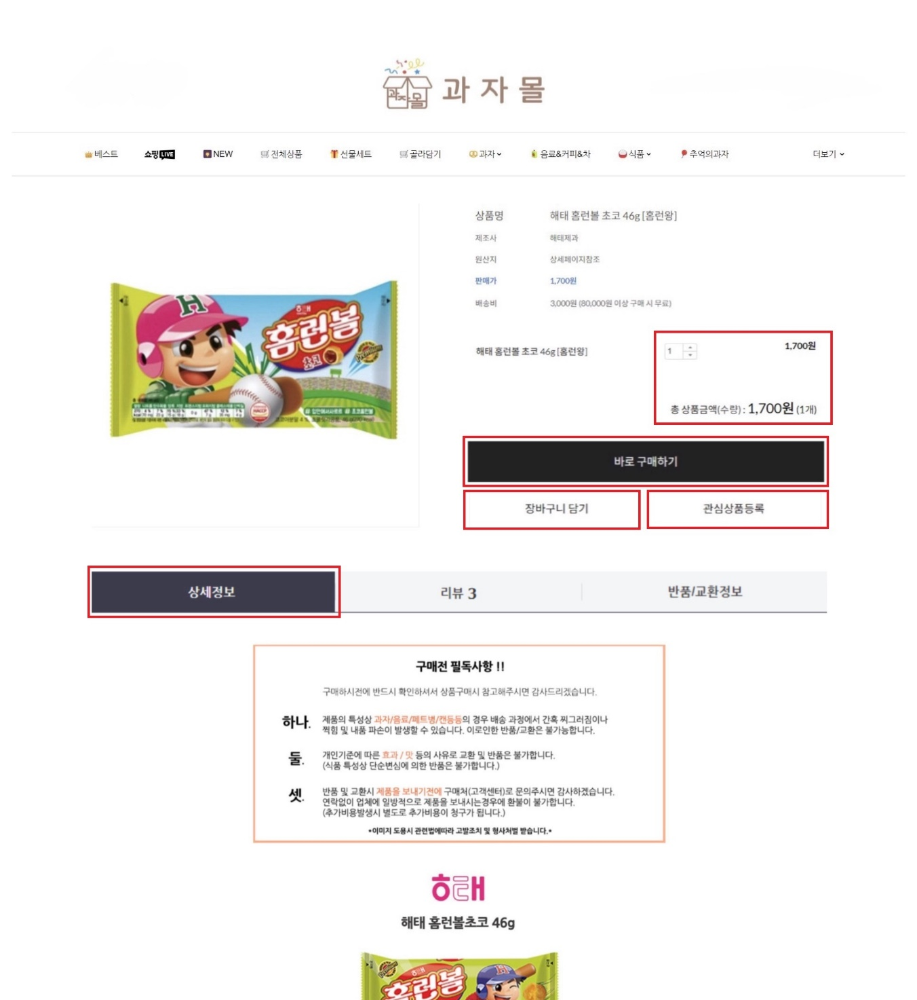 과자몰
과자몰
베스트 쇼핑LIVE NEW 전체상품 선물세트 골라담기 과자 음료&커피&차 식품 추억의과자 더보기
상품명 해태 홈런볼 초코 46g [홈런왕]
제조사 해태제과
원산지 상세페이지참조
판매가 1,700원
배송비 3,000원 (80,000원 이상 구매 시 무료)
H
해태
홈런볼
초코
Premium
HACCP
해태 홈런볼 초코 46g [홈런왕] 1 1,700원
총 상품금액(수량) : 1,700원 (1개)
바로 구매하기
장바구니 담기 관심상품등록
상세정보 리뷰 3 반품/교환정보
구매전 필독사항 !!
구매하시전에 반드시 확인하셔서 상품구매시 참고해주시면 감사드리겠습니다.
하나. 제품의 특성상 과자/음료/페트병/캔등등의 경우 배송 과정에서 간혹 찌그러짐이나
찍힘 및 내품 파손이 발생할 수 있습니다. 이로인한 반품/교환은 불가능합니다.
둘. 개인기준에 따른 효과 / 맛 등의 사유로 교환 및 반품은 불가합니다.
(식품 특성상 단순변심에 의한 반품은 불가합니다.)
셋. 반품 및 교환시 제품을 보내기전에 구매처(고객센터)로 문의주시면 감사하겠습니다.
연락없이 업체에 일방적으로 제품을 보내시는경우에 환불이 불가합니다.
(추가비용발생시 별도로 추가비용이 청구가 됩니다.)
*이미지 도용시 관련법에따라 고발조치 및 형사처벌 받습니다.*
해태
해태 홈런볼초코 46g
Premium
해태
홈런볼
H